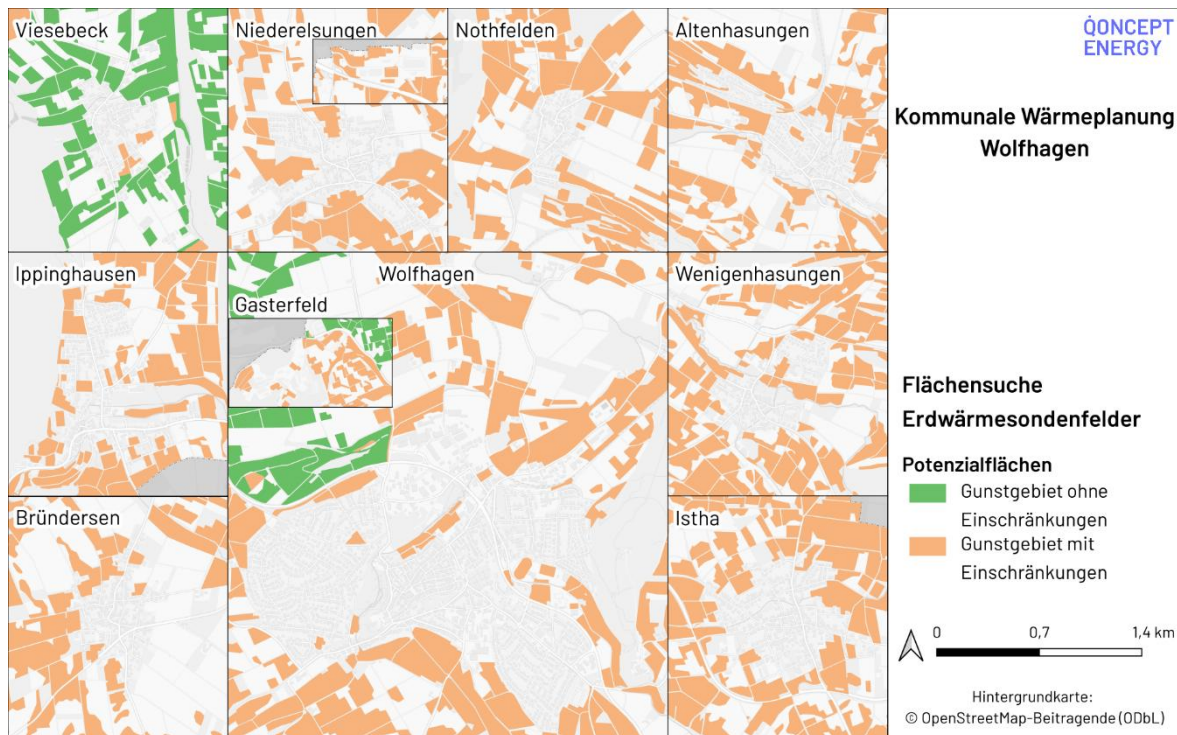 Viesebeck
Niederelsungen
Nothfelden
Altenhasungen
Ippinghausen
Wolfhagen
Gasterfeld
Wenigenhasungen
Bründersen
Istha
QONCEPT
ENERGY
Kommunale Wärmeplanung
Wolfhagen
Flächensuche
Erdwärmesondenfelder
Potenzialflächen
Gunstgebiet ohne
Einschränkungen
Gunstgebiet mit
Einschränkungen
0 0,7 1,4 km
Hintergrundkarte:
© OpenStreetMap-Beitragende (ODbL)